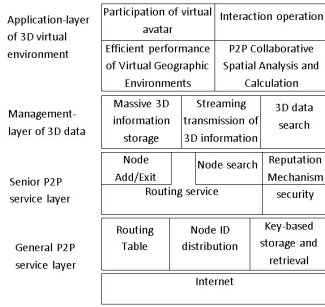 Application-layer
of 3D virtual
environment
Participation of virtual
avatar
Interaction operation
Efficient performance
of Virtual Geographic
Environments
P2P Collaborative
Spatial Analysis and
Calculation
Management-
layer of 3D data
Massive 3D
information
storage
Streaming
transmission of
3D information
3D data
search
Senior P2P
service layer
Node
Add/Exit
Node search
Routing service
Reputation
Mechanism
security
General P2P
service layer
Routing
Table
Node ID
distribution
Key-based
storage and
retrieval
Internet